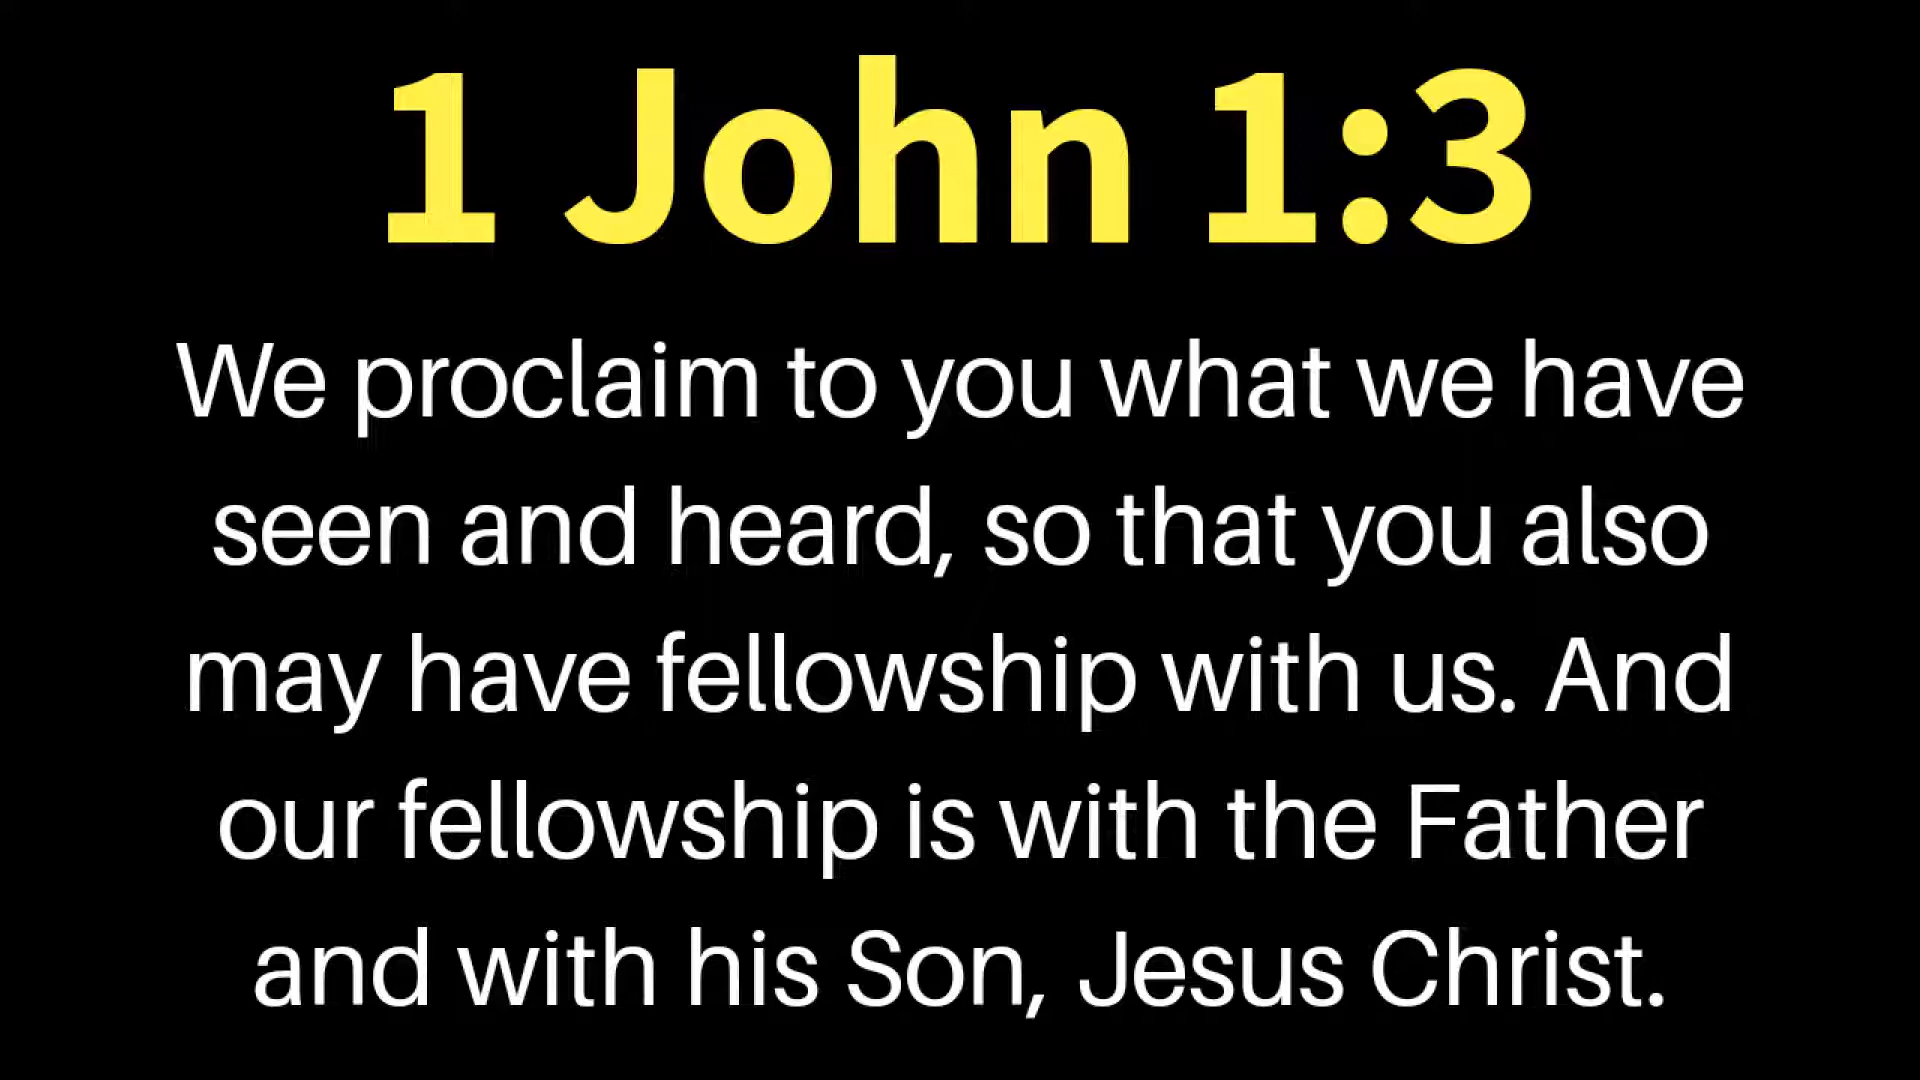 1 John 1:3
We proclaim to you what we have
seen and heard, so that you also
may have fellowship with us. And
our fellowship is with the Father
and with his Son, Jesus Christ.